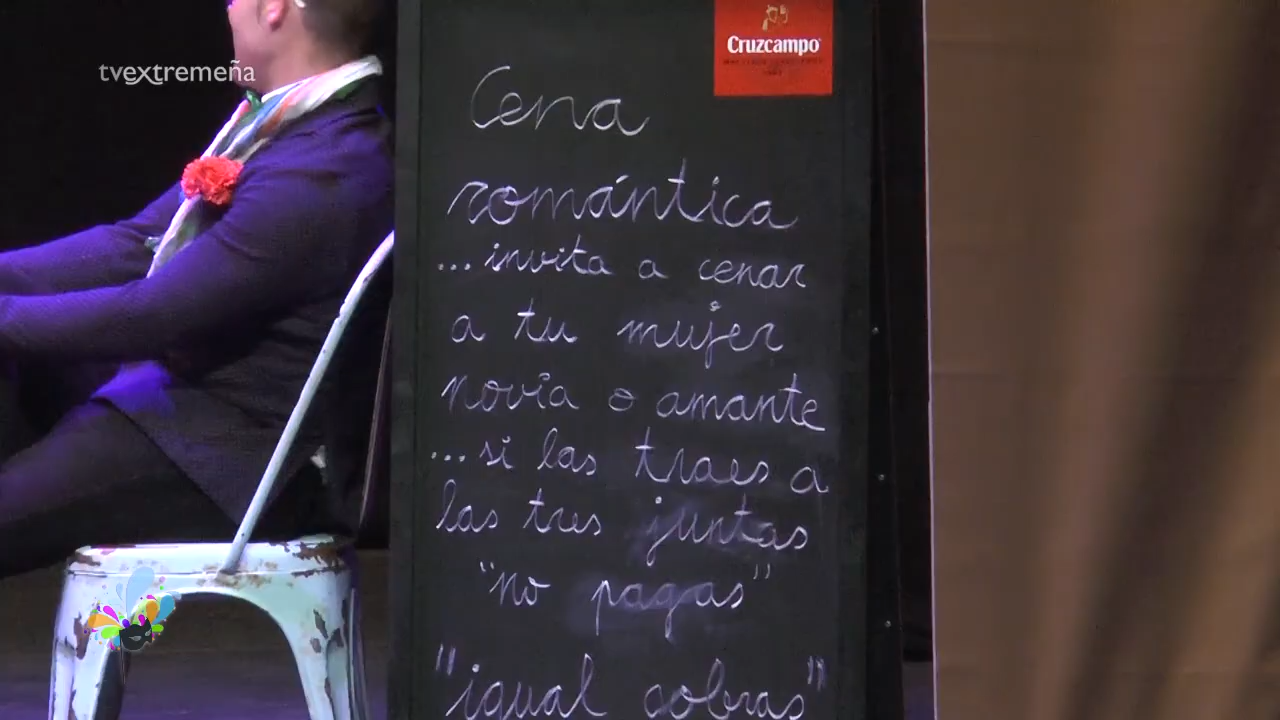 tvextremeña
Cruzcampo
Cena
romántica
...invita a cenar
a tu mujer
novia o amante
...si las traes a
las tres juntas
"no pagas"
"igual cobras"